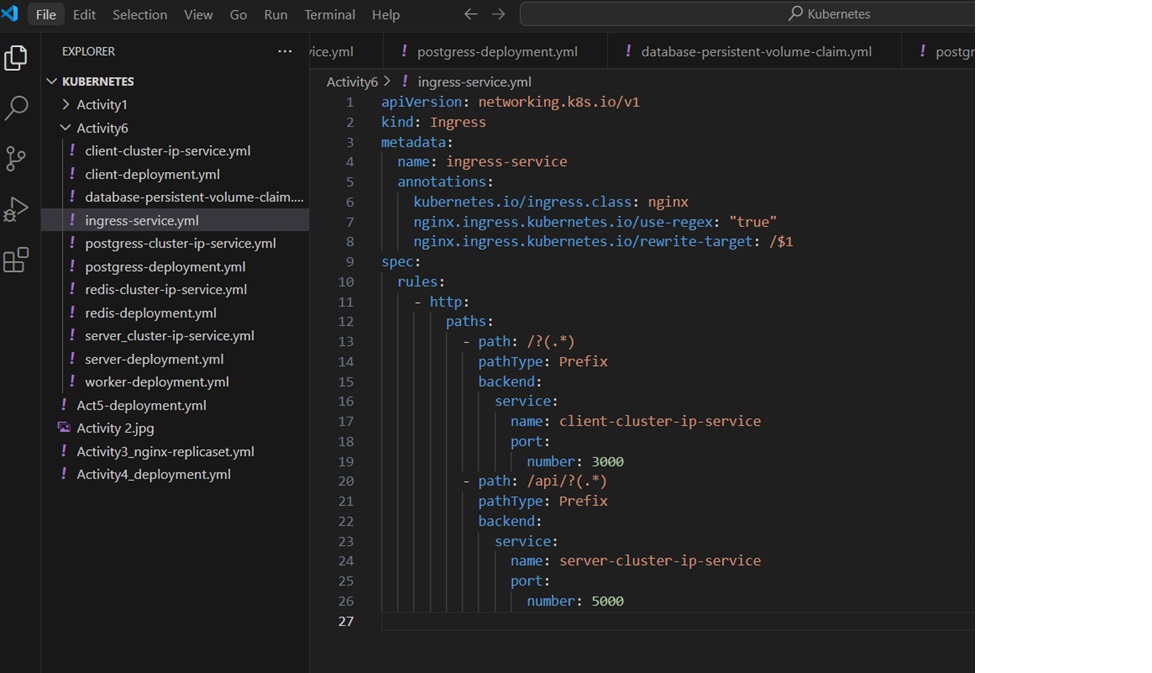 File Edit Selection View Go Run Terminal Help
Kubernetes
EXPLORER ...
vice.yml ! postgress-deployment.yml ! database-persistent-volume-claim.yml ! postgr
KUBERNETES
Activity1
Activity6
! client-cluster-ip-service.yml
! client-deployment.yml
! database-persistent-volume-claim....
! ingress-service.yml
! postgress-cluster-ip-service.yml
! postgress-deployment.yml
! redis-cluster-ip-service.yml
! redis-deployment.yml
! server_cluster-ip-service.yml
! server-deployment.yml
! worker-deployment.yml
! Act5-deployment.yml
Activity 2.jpg
! Activity3_nginx-replicaset.yml
! Activity4_deployment.yml
Activity6 > ! ingress-service.yml
1 apiVersion: networking.k8s.io/v1
2 kind: Ingress
3 metadata:
4 name: ingress-service
5 annotations:
6 kubernetes.io/ingress.class: nginx
7 nginx.ingress.kubernetes.io/use-regex: "true"
8 nginx.ingress.kubernetes.io/rewrite-target: /$1
9 spec:
10 rules:
11 - http:
12 paths:
13 - path: /?(.*)
14 pathType: Prefix
15 backend:
16 service:
17 name: client-cluster-ip-service
18 port:
19 number: 3000
20 - path: /api/?(.*)
21 pathType: Prefix
22 backend:
23 service:
24 name: server-cluster-ip-service
25 port:
26 number: 5000
27